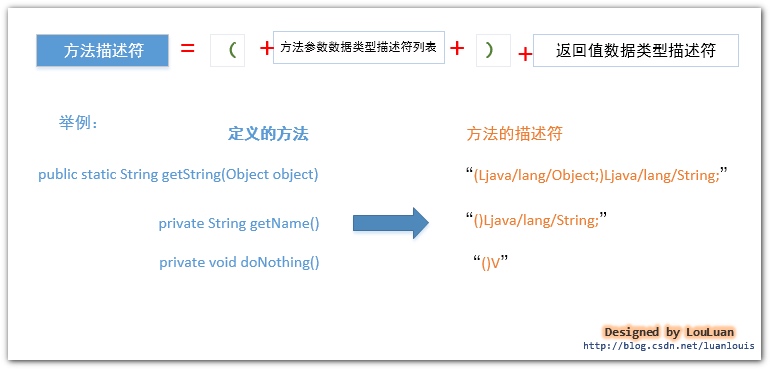 方法描述符 = ( + 方法参数数据类型描述符列表 + ) + 返回值数据类型描述符
举例：
定义的方法 方法的描述符
public static String getString(Object object) “(Ljava/lang/Object;)Ljava/lang/String;”
private String getName() “()Ljava/lang/String;”
private void doNothing() “()V”
Designed by LouLuan
http://blog.csdn.net/luanlouis